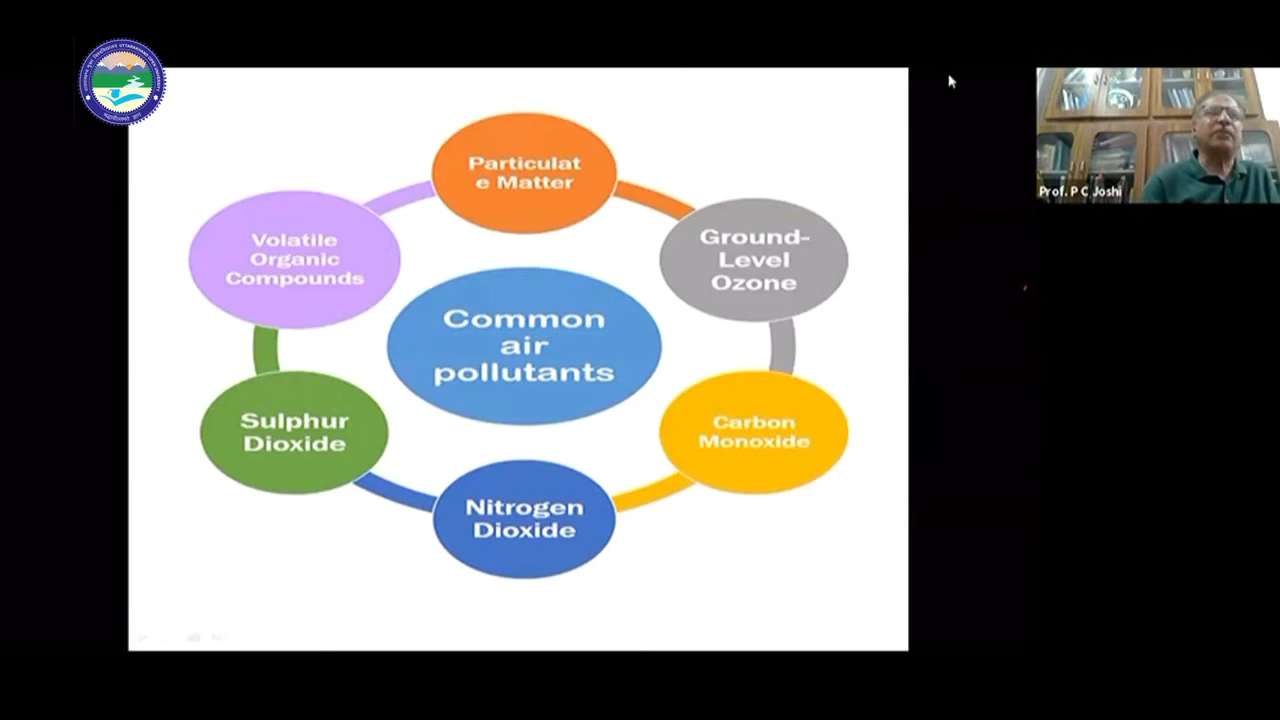 Particulat
e Matter
Ground-
Level
Ozone
Carbon
Monoxide
Nitrogen
Dioxide
Sulphur
Dioxide
Volatile
Organic
Compounds
Common
air
pollutants
Prof. P C Joshi